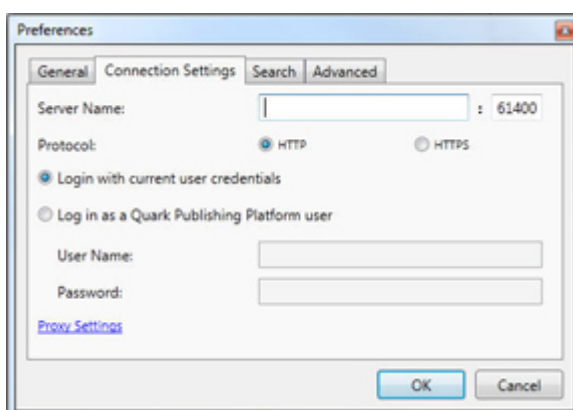 Preferences
General Connection Settings Search Advanced
Server Name: : 61400
Protocol: HTTP HTTPS
Login with current user credentials
Log in as a Quark Publishing Platform user
User Name:
Password:
Proxy Settings
OK Cancel